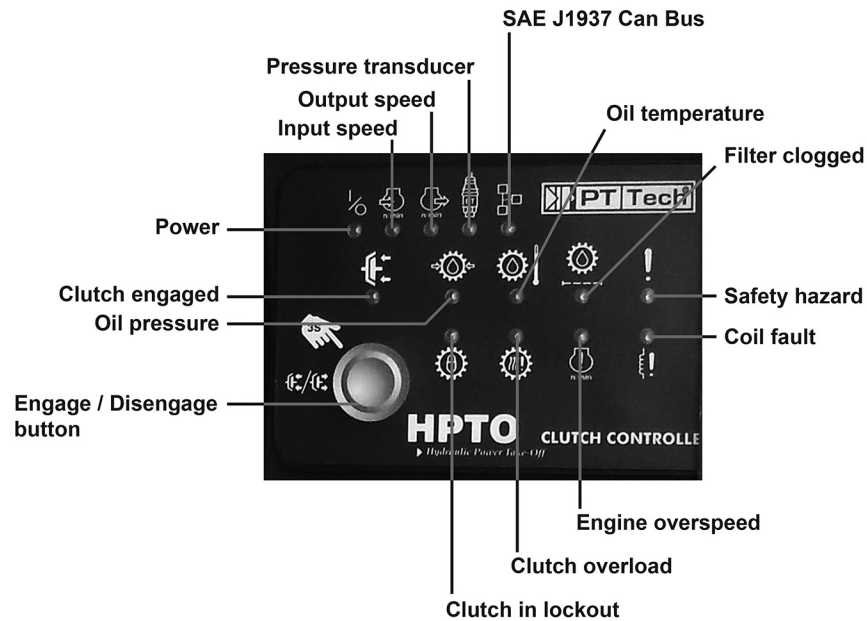 SAE J1937 Can Bus
Pressure transducer
Output speed
Input speed
Oil temperature
Filter clogged
PT Tech
Power
Clutch engaged
Safety hazard
Oil pressure
3S
Coil fault
Engage / Disengage
button
HPTO
Hydraulic Power Take-Off
CLUTCH CONTROLLE
Engine overspeed
Clutch overload
Clutch in lockout